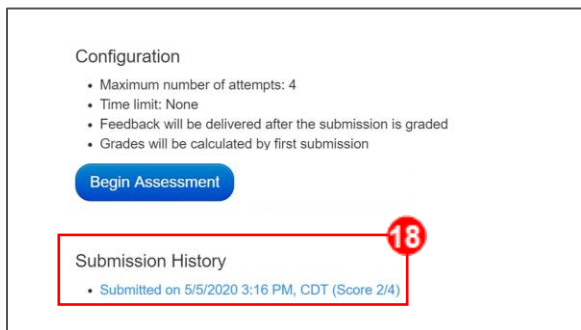 Configuration
• Maximum number of attempts: 4
• Time limit: None
• Feedback will be delivered after the submission is graded
• Grades will be calculated by first submission
Begin Assessment
18
Submission History
• Submitted on 5/5/2020 3:16 PM, CDT (Score 2/4)